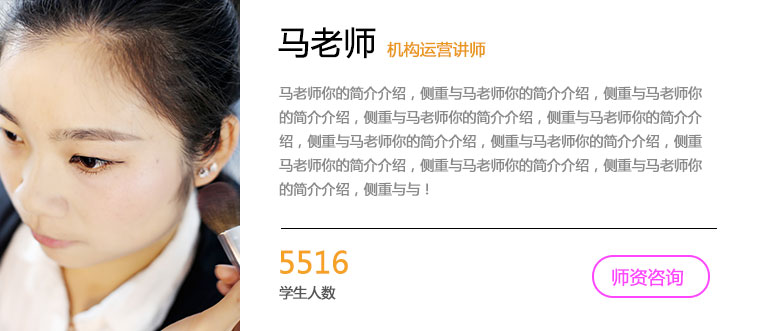 马老师 机构运营讲师
马老师你的简介介绍，侧重与马老师你的简介介绍，侧重与马老师你
的简介介绍，侧重与马老师你的简介介绍，侧重与马老师你的简介介
绍，侧重与马老师你的简介介绍，侧重与马老师你的简介介绍，侧重
马老师你的简介介绍，侧重与马老师你的简介介绍，侧重与马老师你
的简介介绍，侧重与与！
5516
学生人数
师资咨询